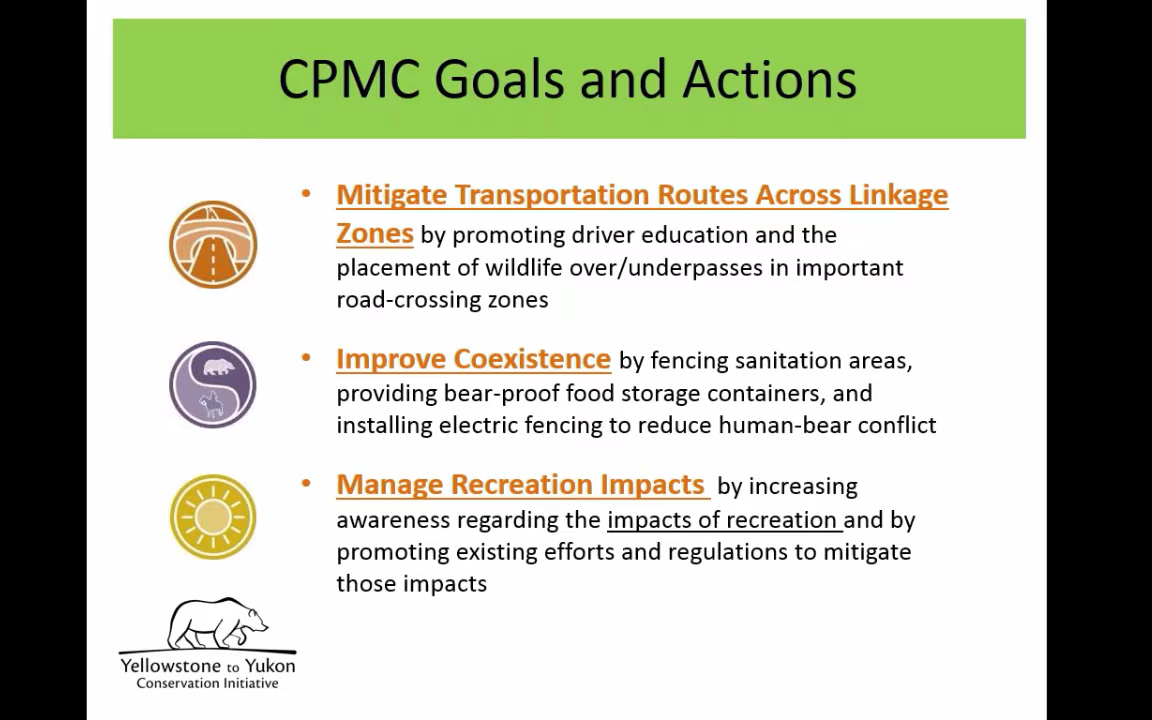 CPMC Goals and Actions
• Mitigate Transportation Routes Across Linkage
Zones by promoting driver education and the
placement of wildlife over/underpasses in important
road-crossing zones
• Improve Coexistence by fencing sanitation areas,
providing bear-proof food storage containers, and
installing electric fencing to reduce human-bear conflict
• Manage Recreation Impacts by increasing
awareness regarding the impacts of recreation and by
promoting existing efforts and regulations to mitigate
those impacts
Yellowstone to Yukon
Conservation Initiative